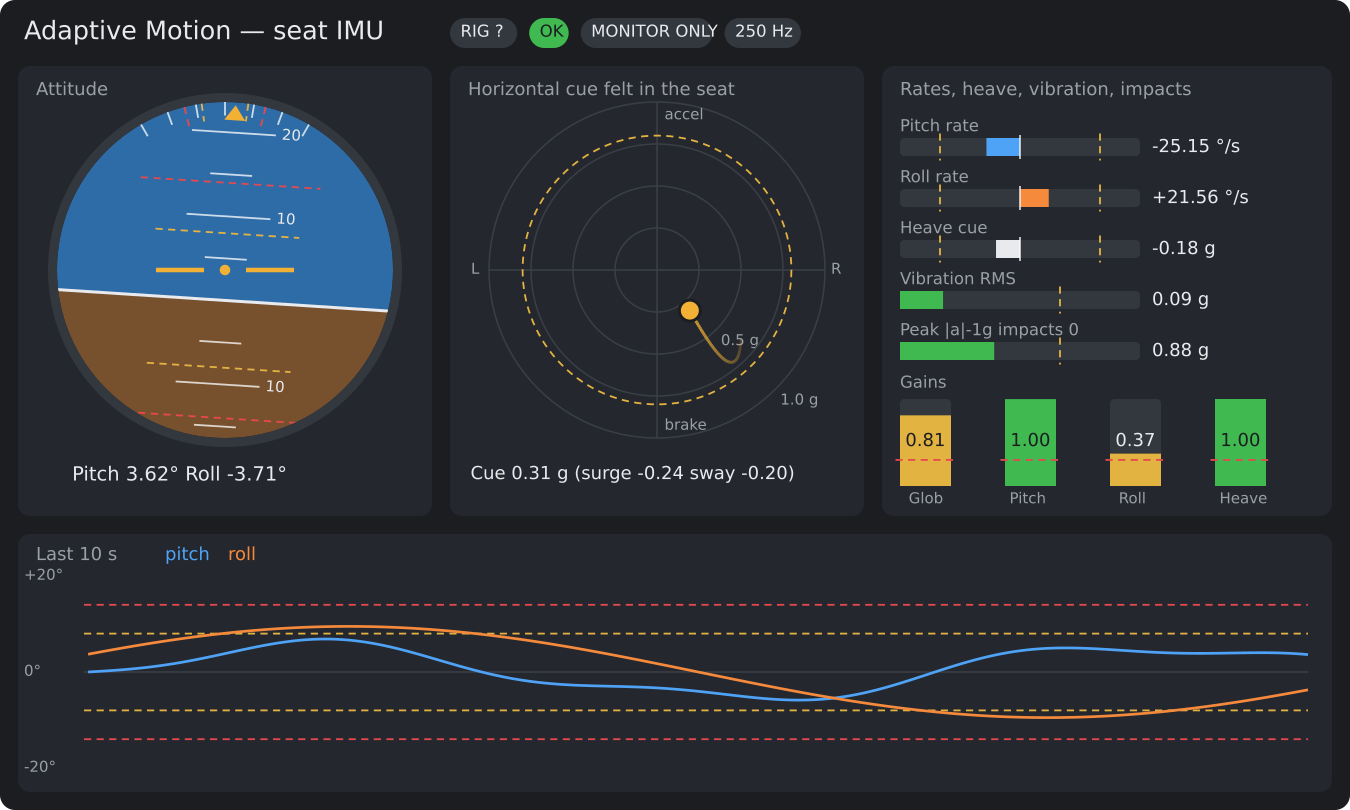 Adaptive Motion — seat IMU
RIG ?
OK
MONITOR ONLY
250 Hz
Attitude
20
10
10
Pitch 3.62° Roll -3.71°
Horizontal cue felt in the seat
accel
L
R
0.5 g
1.0 g
brake
Cue 0.31 g (surge -0.24 sway -0.20)
Rates, heave, vibration, impacts
Pitch rate
-25.15 °/s
Roll rate
+21.56 °/s
Heave cue
-0.18 g
Vibration RMS
0.09 g
Peak |a|-1g impacts 0
0.88 g
Gains
0.81
1.00
0.37
1.00
Glob
Pitch
Roll
Heave
Last 10 s
pitch
roll
+20°
0°
-20°